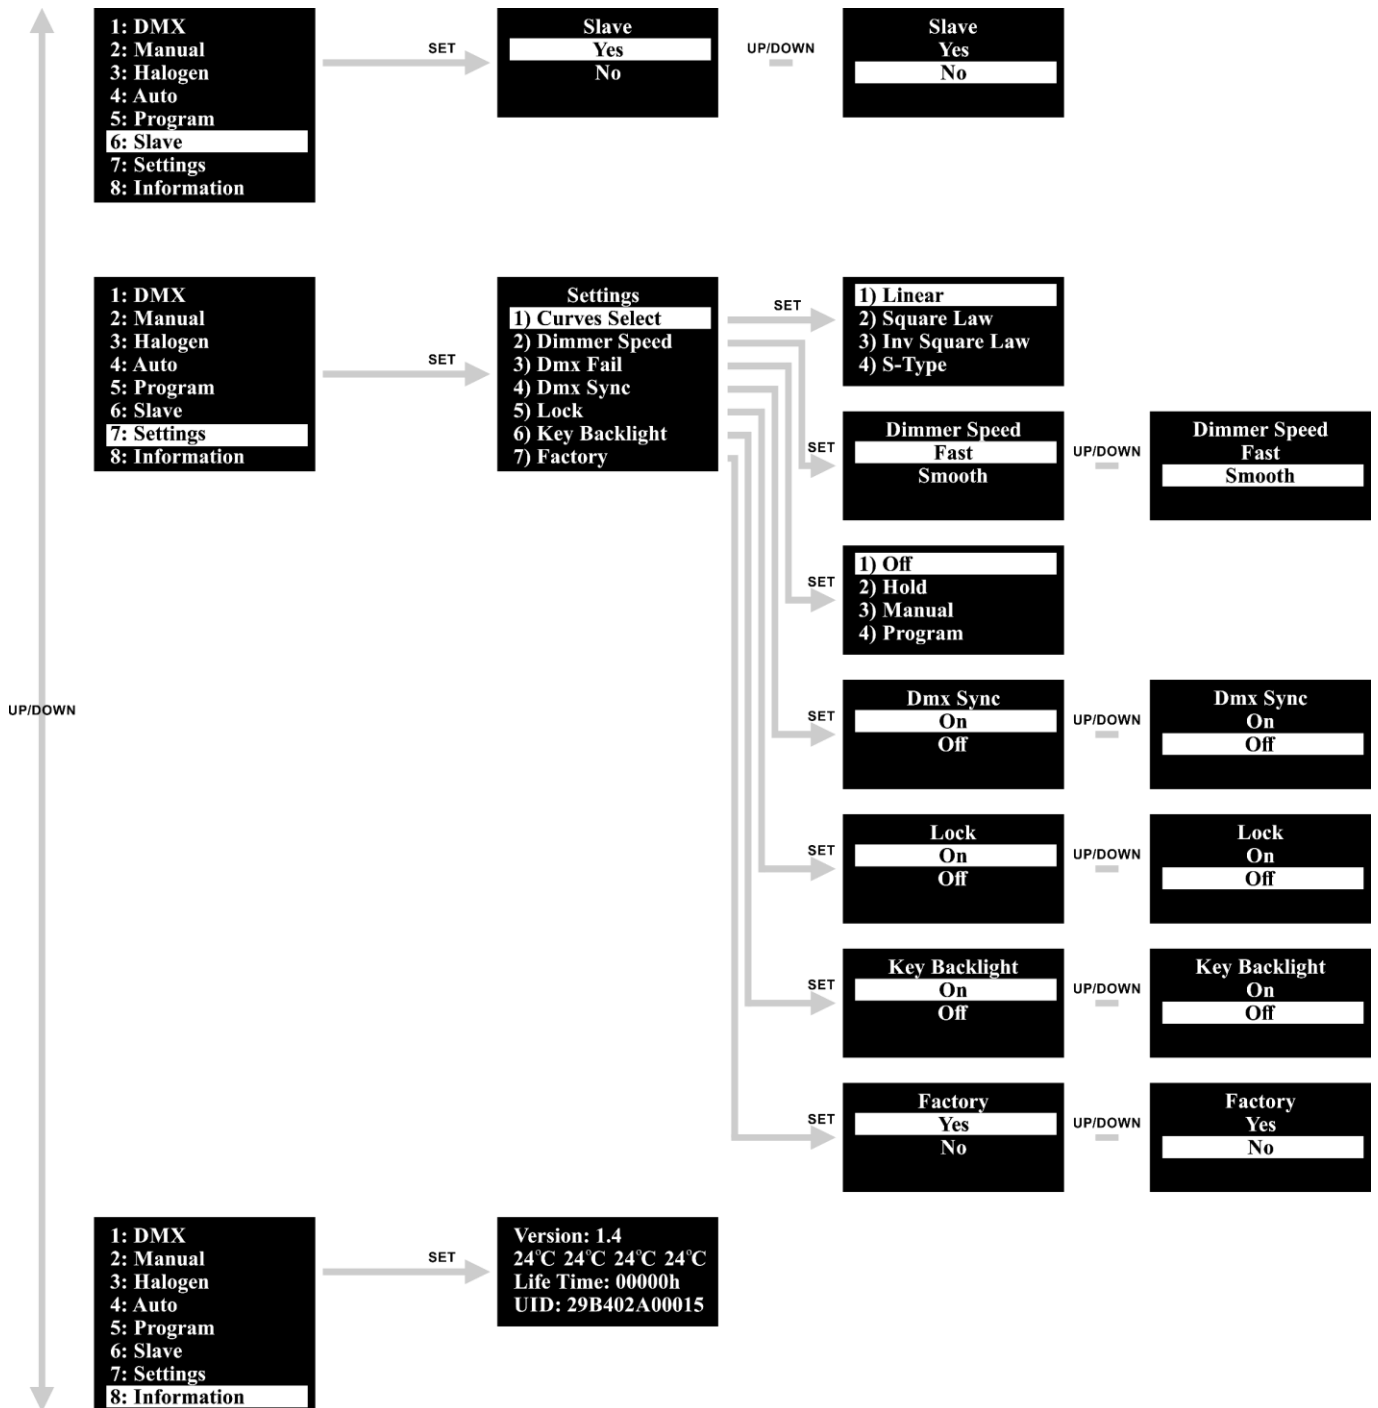 1: DMX
2: Manual
3: Halogen
4: Auto
5: Program
6: Slave
7: Settings
8: Information
SET
Slave
Yes
No
UP/DOWN
Slave
Yes
No
1: DMX
2: Manual
3: Halogen
4: Auto
5: Program
6: Slave
7: Settings
8: Information
SET
Settings
1) Curves Select
2) Dimmer Speed
3) Dmx Fail
4) Dmx Sync
5) Lock
6) Key Backlight
7) Factory
SET
1) Linear
2) Square Law
3) Inv Square Law
4) S-Type
SET
Dimmer Speed
Fast
Smooth
UP/DOWN
Dimmer Speed
Fast
Smooth
SET
1) Off
2) Hold
3) Manual
4) Program
UP/DOWN
SET
Dmx Sync
On
Off
UP/DOWN
Dmx Sync
On
Off
SET
Lock
On
Off
UP/DOWN
Lock
On
Off
SET
Key Backlight
On
Off
UP/DOWN
Key Backlight
On
Off
SET
Factory
Yes
No
UP/DOWN
Factory
Yes
No
1: DMX
2: Manual
3: Halogen
4: Auto
5: Program
6: Slave
7: Settings
8: Information
SET
Version: 1.4
24°C 24°C 24°C 24°C
Life Time: 00000h
UID: 29B402A00015